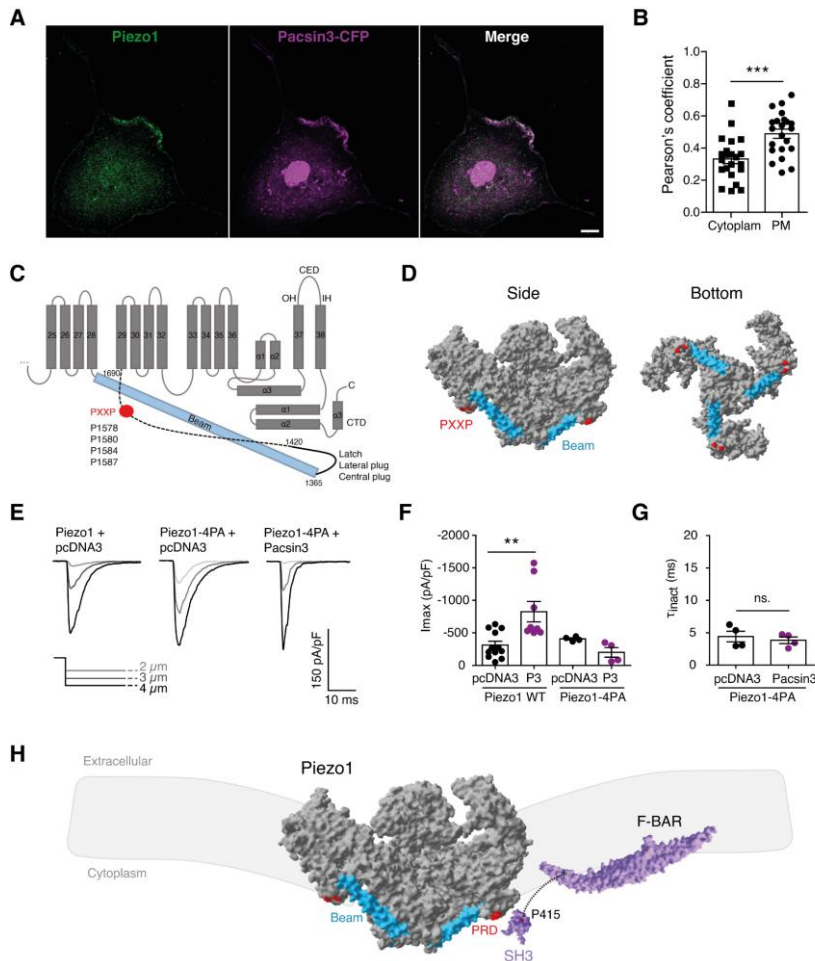 A
Piezo1
Pacsin3-CFP
Merge
B
***
Pearson's coefficient
1.0
0.8
0.6
0.4
0.2
0.0
Cytoplam
PM
C
CED
OH
IH
25
26
27
28
29
30
31
32
33
34
35
36
37
38
α1
α2
α3
C
α1
α2
α3
CTD
...
1690
PXXP
P1578
P1580
P1584
P1587
Beam
1420
1365
Latch
Lateral plug
Central plug
D
Side
Bottom
PXXP
Beam
E
Piezo1 +
pcDNA3
Piezo1-4PA +
pcDNA3
Piezo1-4PA +
Pacsin3
2 µm
3 µm
4 µm
150 pA/pF
10 ms
F
Imax (pA/pF)
-2000
-1500
-1000
-500
0
**
pcDNA3
P3
pcDNA3
P3
Piezo1 WT
Piezo1-4PA
G
τinact (ms)
15
10
5
0
ns.
pcDNA3
Pacsin3
Piezo1-4PA
H
Extracellular
Cytoplasm
Piezo1
Beam
PRD
F-BAR
P415
SH3